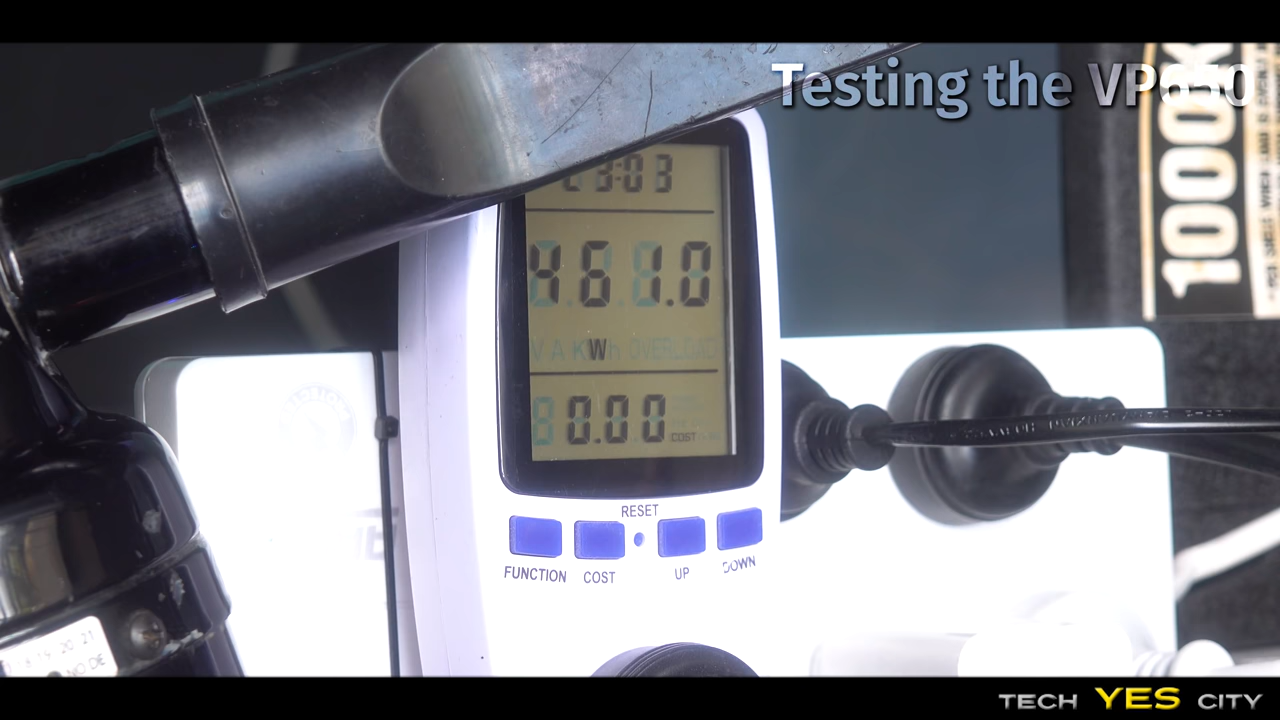 Testing the VP650
3:03
461.0
V A KWh OVERLOAD
0.00
COST
RESET
FUNCTION COST UP DOWN
1000
TECH YES CITY